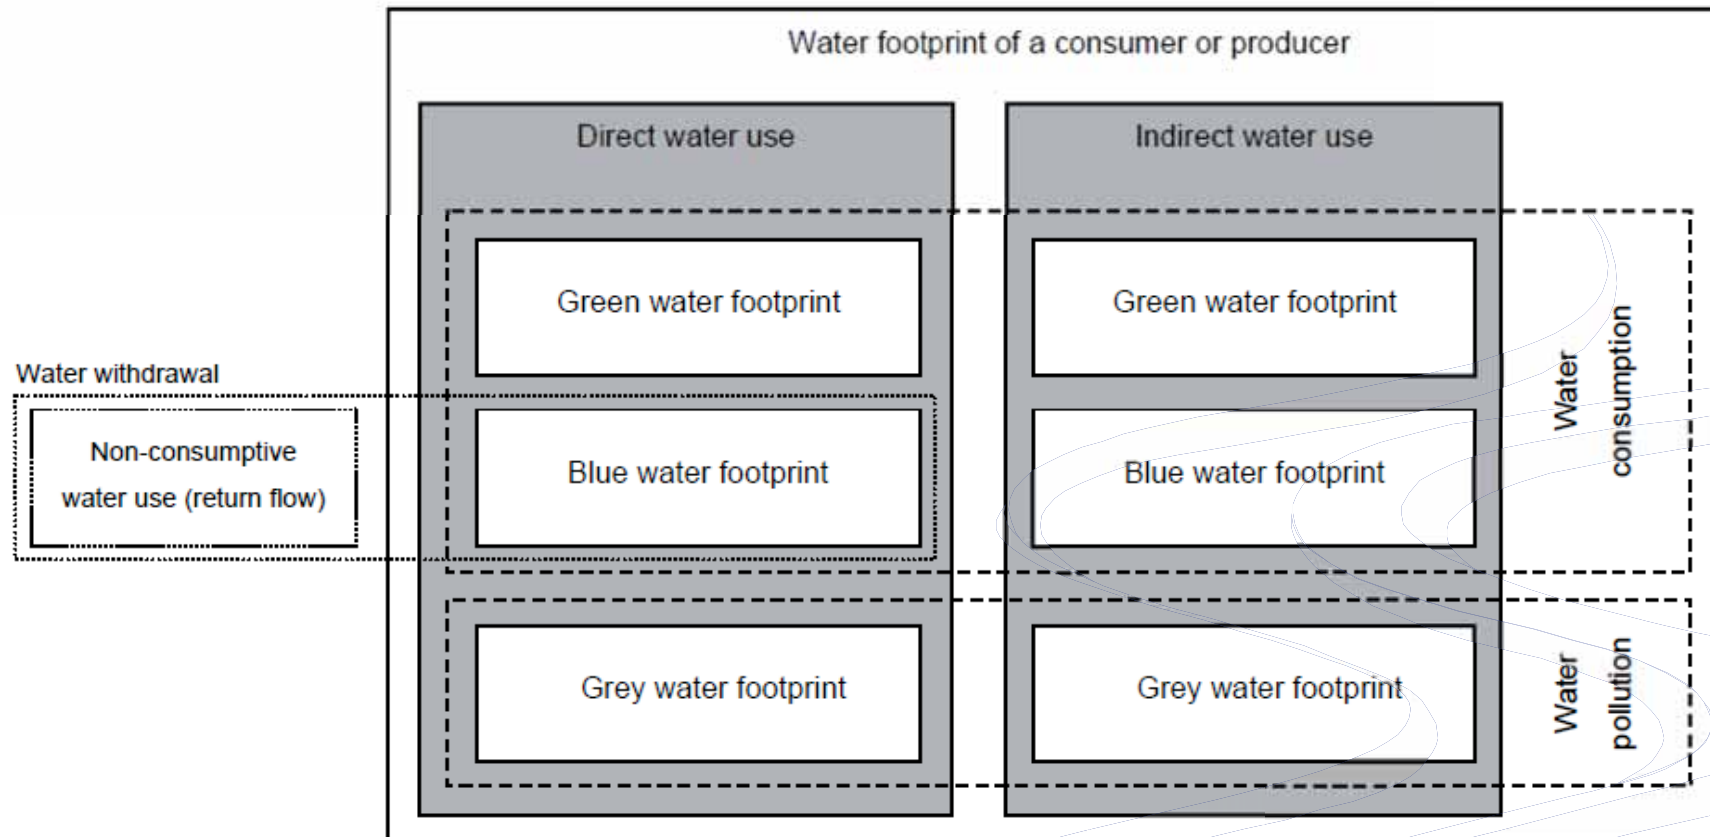 Water footprint of a consumer or producer
Direct water use
Indirect water use
Green water footprint
Green water footprint
Water
consumption
Water withdrawal
Non-consumptive
water use (return flow)
Blue water footprint
Blue water footprint
Grey water footprint
Grey water footprint
Water
pollution